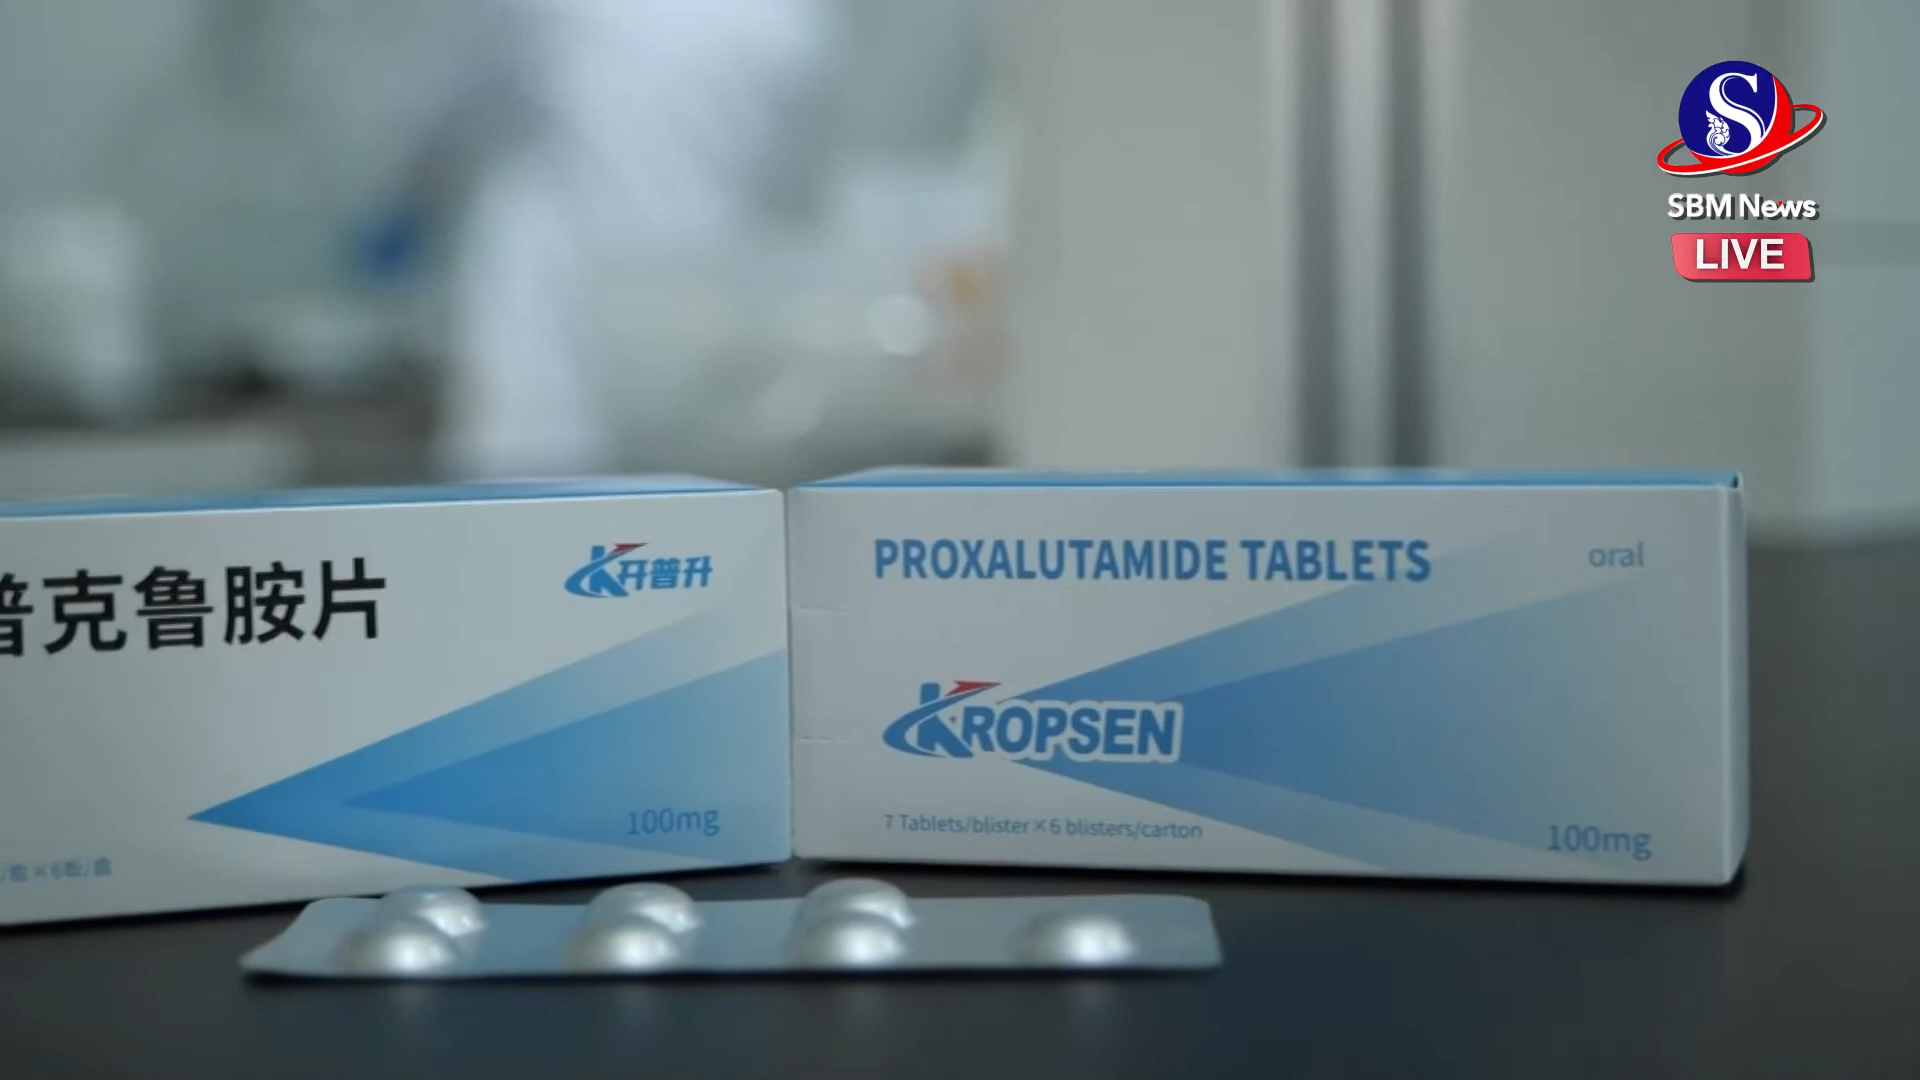 SBM News
LIVE
普克鲁胺片
开普升
100mg
PROXALUTAMIDE TABLETS
oral
KROPSEN
7 Tablets/blister×6 blisters/carton
100mg